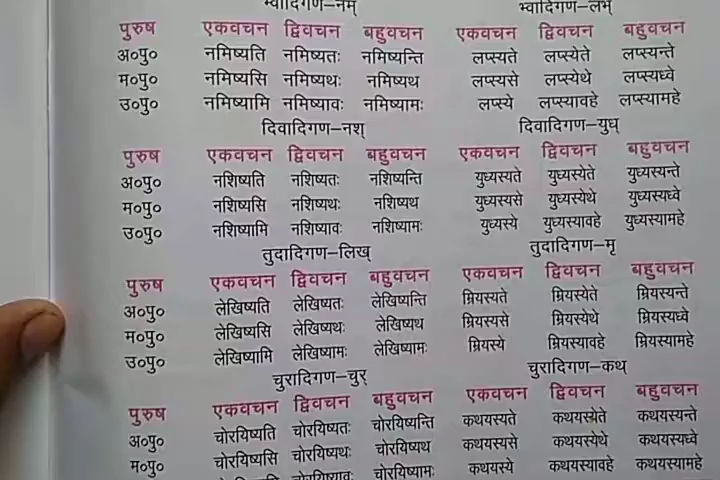 भ्वादिगण–नम् भ्वादिगण–लभ्
पुरुष एकवचन द्विवचन बहुवचन एकवचन द्विवचन बहुवचन
अ०पु० नमिष्यति नमिष्यतः नमिष्यन्ति लप्स्यते लप्स्येते लप्स्यन्ते
म०पु० नमिष्यसि नमिष्यथः नमिष्यथ लप्स्यसे लप्स्येथे लप्स्यध्वे
उ०पु० नमिष्यामि नमिष्यावः नमिष्यामः लप्स्ये लप्स्यावहे लप्स्यामहे
दिवादिगण–नश् दिवादिगण–युध्
पुरुष एकवचन द्विवचन बहुवचन एकवचन द्विवचन बहुवचन
अ०पु० नशिष्यति नशिष्यतः नशिष्यन्ति युध्यस्यते युध्यस्येते युध्यस्यन्ते
म०पु० नशिष्यसि नशिष्यथः नशिष्यथ युध्यस्यसे युध्यस्येथे युध्यस्यध्वे
उ०पु० नशिष्यामि नशिष्यावः नशिष्यामः युध्यस्ये युध्यस्यावहे युध्यस्यामहे
तुदादिगण–लिख् तुदादिगण–मृ
पुरुष एकवचन द्विवचन बहुवचन एकवचन द्विवचन बहुवचन
अ०पु० लेखिष्यति लेखिष्यतः लेखिष्यन्ति म्रियस्यते म्रियस्येते म्रियस्यन्ते
म०पु० लेखिष्यसि लेखिष्यथः लेखिष्यथ म्रियस्यसे म्रियस्येथे म्रियस्यध्वे
उ०पु० लेखिष्यामि लेखिष्यामः लेखिष्यामः म्रियस्ये म्रियस्यावहे म्रियस्यामहे
चुरादिगण–चुर् चुरादिगण–कथ्
पुरुष एकवचन द्विवचन बहुवचन एकवचन द्विवचन बहुवचन
अ०पु० चोरयिष्यति चोरयिष्यतः चोरयिष्यन्ति कथयस्यते कथयस्येते कथयस्यन्ते
म०पु० चोरयिष्यसि चोरयिष्यथः चोरयिष्यथ कथयस्यसे कथयस्येथे कथयस्यध्वे
चोरयिष्यावः चोरयिष्यामः कथयस्ये कथयस्यावहे कथयस्यामहे